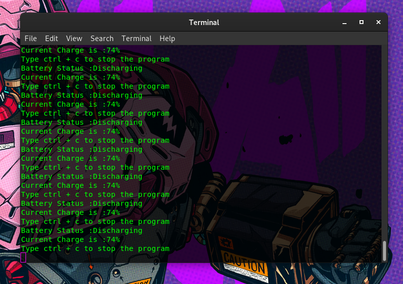 Terminal
File Edit View Search Terminal Help
Current Charge is :74%
Type ctrl + c to stop the program
Battery Status :Discharging
Current Charge is :74%
Type ctrl + c to stop the program
Battery Status :Discharging
Current Charge is :74%
Type ctrl + c to stop the program
Battery Status :Discharging
Current Charge is :74%
Type ctrl + c to stop the program
Battery Status :Discharging
Current Charge is :74%
Type ctrl + c to stop the program
Battery Status :Discharging
Current Charge is :74%
Type ctrl + c to stop the program
Battery Status :Discharging
Current Charge is :74%
Type ctrl + c to stop the program
Battery Status :Discharging
Current Charge is :74%
Type ctrl + c to stop the program
CAUTION